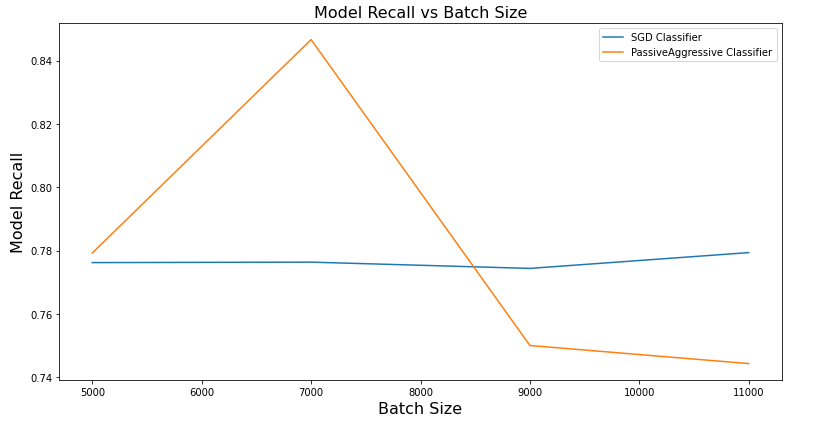 Model Recall vs Batch Size
SGD Classifier
PassiveAggressive Classifier
Model Recall
0.84
0.82
0.80
0.78
0.76
0.74
5000 6000 7000 8000 9000 10000 11000
Batch Size